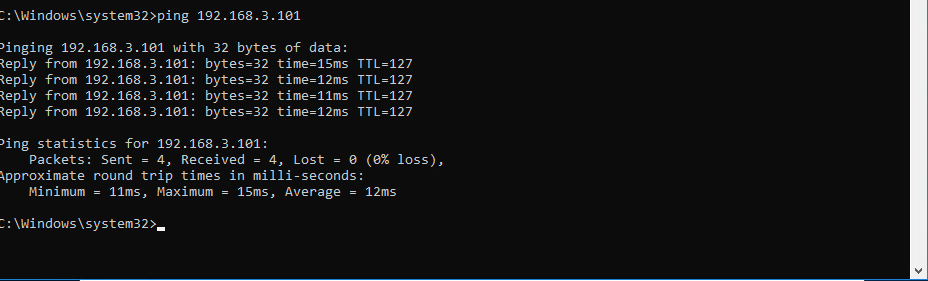 C:\Windows\system32>ping 192.168.3.101
Pinging 192.168.3.101 with 32 bytes of data:
Reply from 192.168.3.101: bytes=32 time=15ms TTL=127
Reply from 192.168.3.101: bytes=32 time=12ms TTL=127
Reply from 192.168.3.101: bytes=32 time=11ms TTL=127
Reply from 192.168.3.101: bytes=32 time=12ms TTL=127
Ping statistics for 192.168.3.101:
    Packets: Sent = 4, Received = 4, Lost = 0 (0% loss),
Approximate round trip times in milli-seconds:
    Minimum = 11ms, Maximum = 15ms, Average = 12ms
C:\Windows\system32>